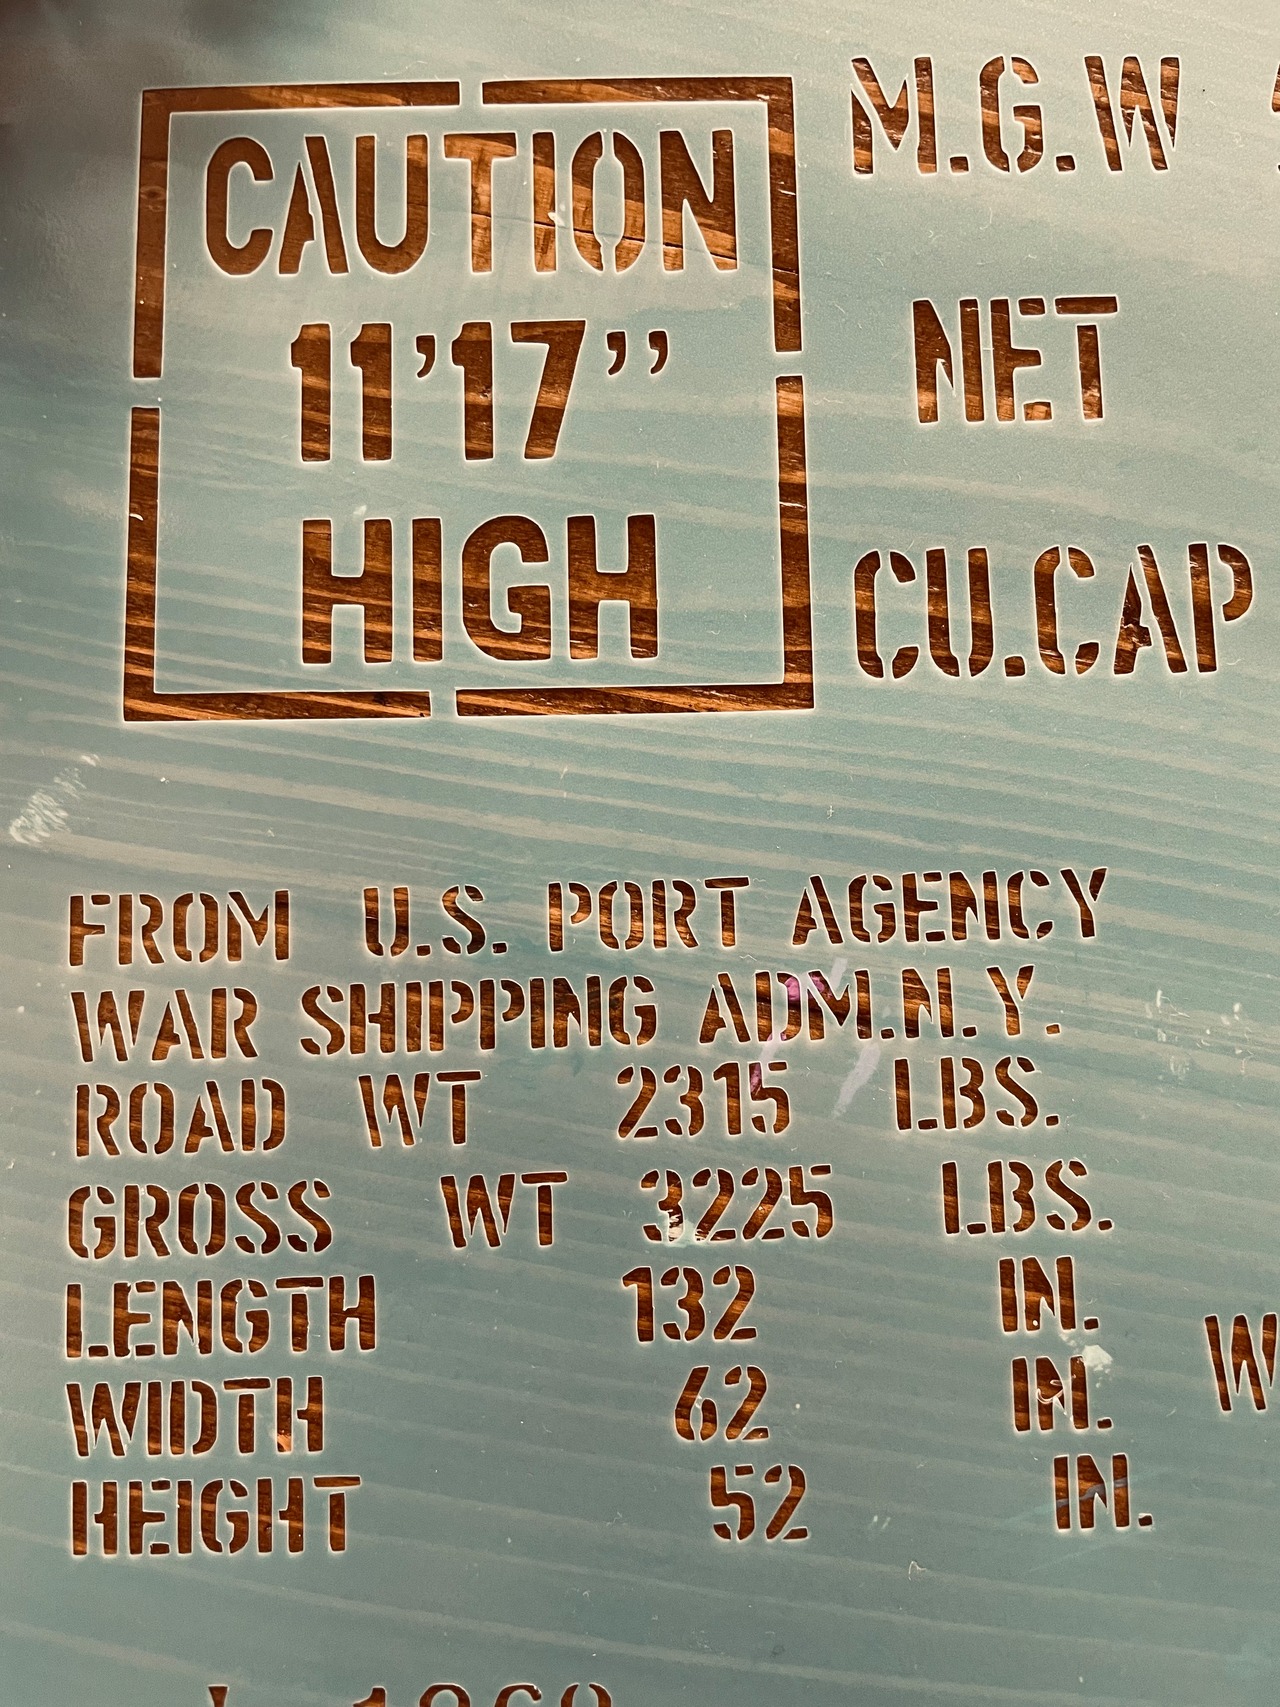 CAUTION
11’17’’
HIGH
M.G.W
NET
CU.CAP
FROM U.S. PORT AGENCY
WAR SHIPPING ADM.N.Y.
ROAD WT 2315 LBS.
GROSS WT 3225 LBS.
LENGTH 132 IN.
WIDTH 62 IN.
HEIGHT 52 IN.